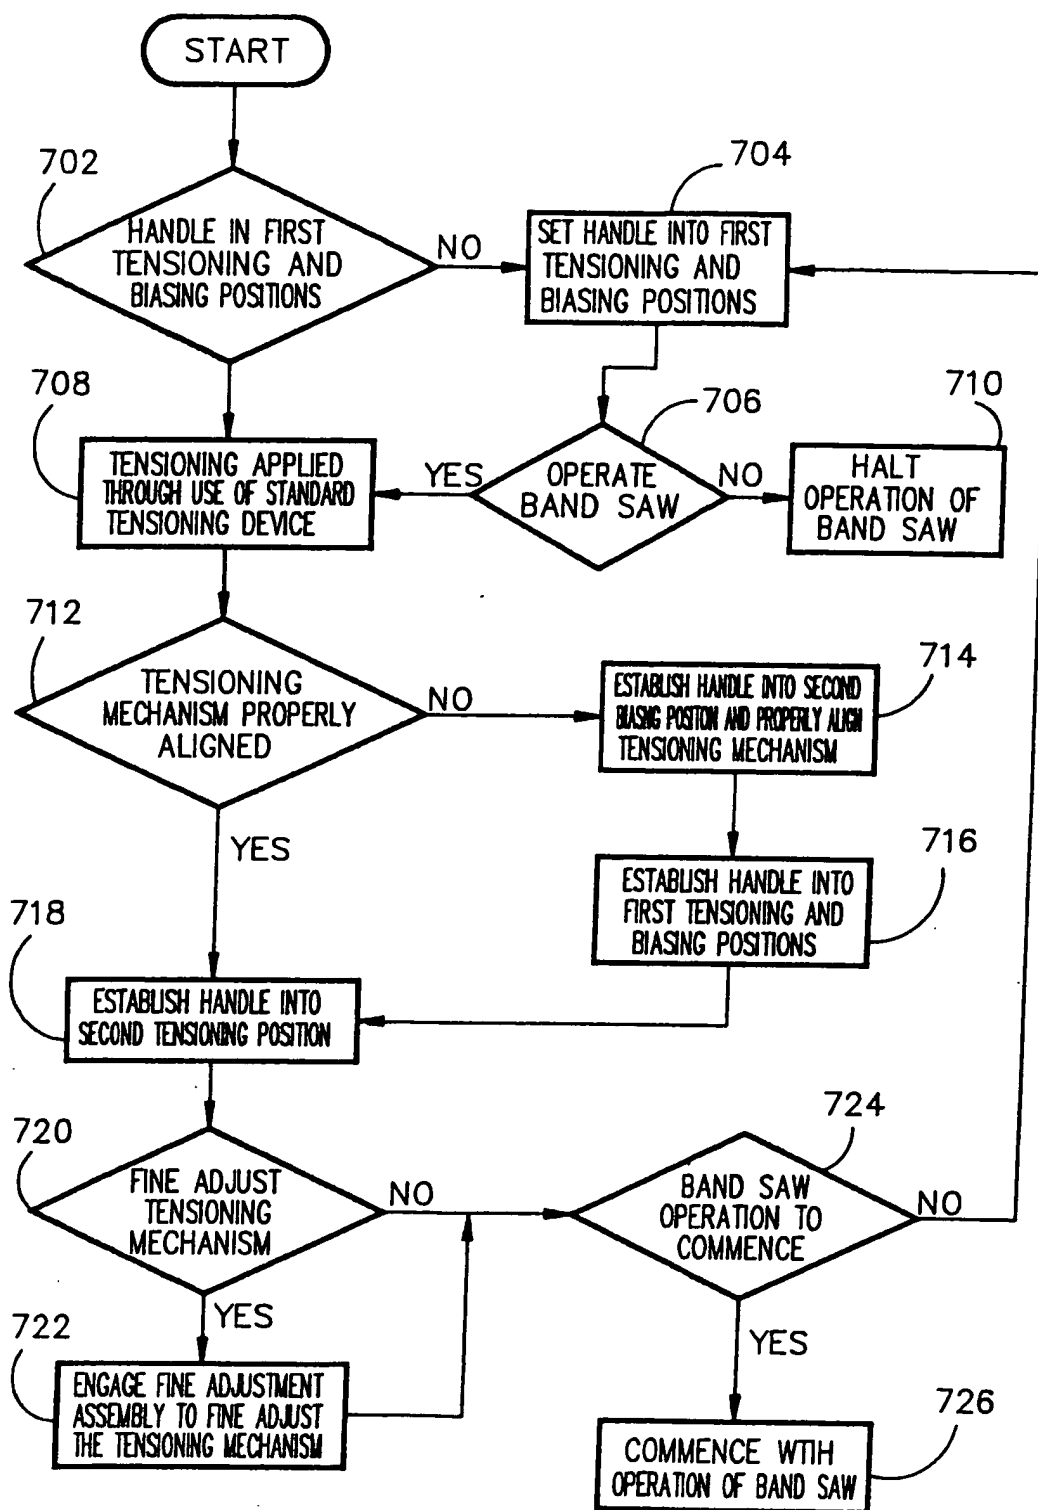 START
702
HANDLE IN FIRST
TENSIONING AND
BIASING POSITIONS
NO
704
SET HANDLE INTO FIRST
TENSIONING AND
BIASING POSITIONS
708
TENSIONING APPLIED
THROUGH USE OF STANDARD
TENSIONING DEVICE
YES
706
OPERATE
BAND SAW
NO
710
HALT
OPERATION OF
BAND SAW
712
TENSIONING
MECHANISM PROPERLY
ALIGNED
NO
714
ESTABLISH HANDLE INTO SECOND
BIASING POSITON AND PROPERLY ALIGN
TENSIONING MECHANISM
YES
716
ESTABLISH HANDLE INTO
FIRST TENSIONING AND
BIASING POSITIONS
718
ESTABLISH HANDLE INTO
SECOND TENSIONING POSITION
720
FINE ADJUST
TENSIONING
MECHANISM
NO
724
BAND SAW
OPERATION TO
COMMENCE
NO
YES
722
ENGAGE FINE ADJUSTMENT
ASSEMBLY TO FINE ADJUST
THE TENSIONING MECHANISM
YES
726
COMMENCE WTIH
OPERATION OF BAND SAW